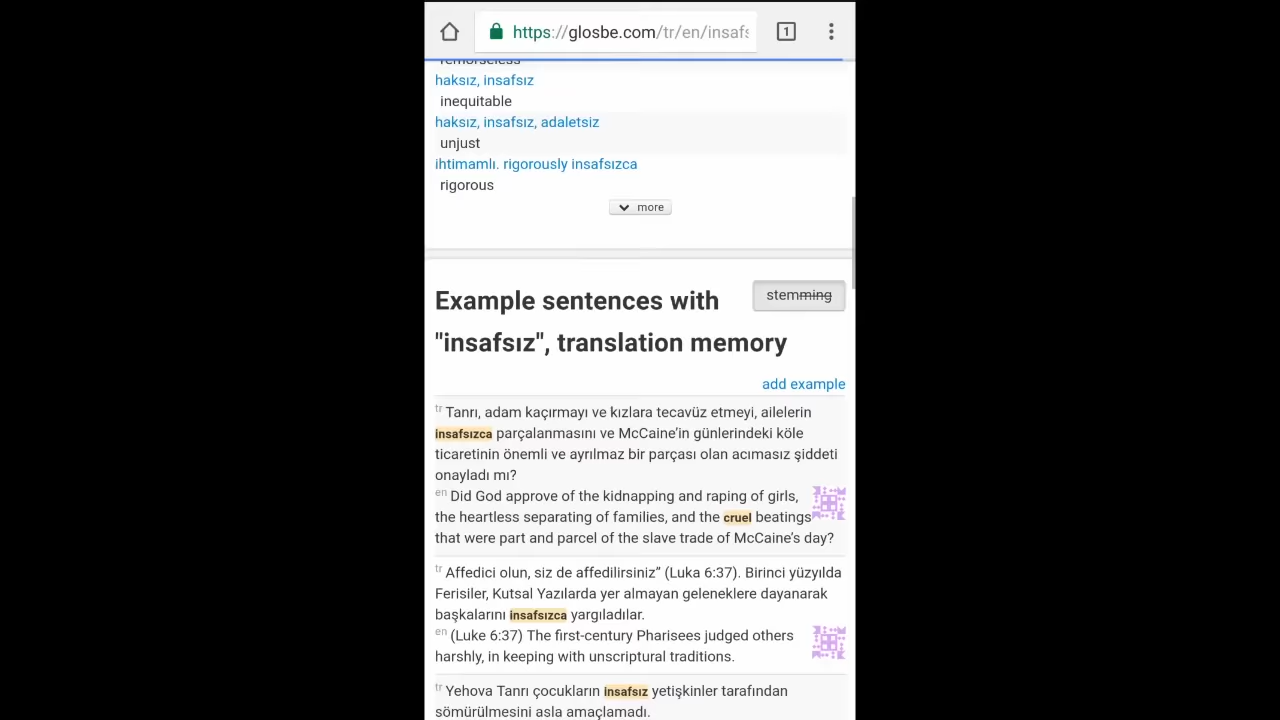 1
https://glosbe.com/tr/en/insafs
remorseless
haksız, insafsız
inequitable
haksız, insafsız, adaletsiz
unjust
ihtimamlı. rigorously insafsızca
rigorous
more
stemming
Example sentences with
"insafsız", translation memory
add example
tr Tanrı, adam kaçırmayı ve kızlara tecavüz etmeyi, ailelerin
insafsızca parçalanmasını ve McCaine’in günlerindeki köle
ticaretinin önemli ve ayrılmaz bir parçası olan acımasız şiddeti
onayladı mı?
en Did God approve of the kidnapping and raping of girls,
the heartless separating of families, and the cruel beatings
that were part and parcel of the slave trade of McCaine’s day?
tr Affedici olun, siz de affedilirsiniz” (Luka 6:37). Birinci yüzyılda
Ferisiler, Kutsal Yazılarda yer almayan geleneklere dayanarak
başkalarını insafsızca yargıladılar.
en (Luke 6:37) The first-century Pharisees judged others
harshly, in keeping with unscriptural traditions.
tr Yehova Tanrı çocukların insafsız yetişkinler tarafından
sömürülmesini asla amaçlamadı.